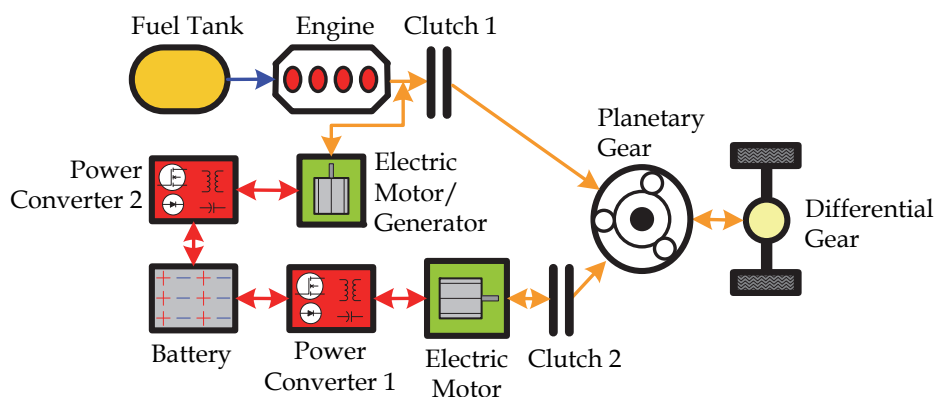 Fuel Tank
Engine
Clutch 1
Planetary
Gear
Power
Converter 2
Electric
Motor/
Generator
Differential
Gear
Battery
Power
Converter 1
Electric
Motor
Clutch 2